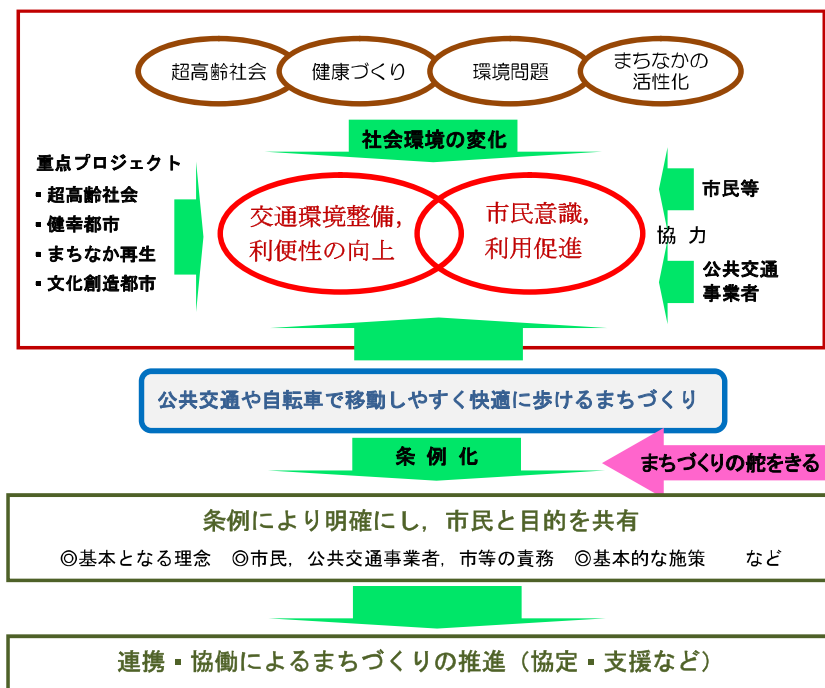 超高齢社会
健康づくり
環境問題
まちなかの
活性化
社会環境の変化
重点プロジェクト
▪超高齢社会
▪健幸都市
▪まちなか再生
▪文化創造都市
交通環境整備，
利便性の向上
市民意識，
利用促進
市民等
協 力
公共交通
事業者
公共交通や自転車で移動しやすく快適に歩けるまちづくり
条 例 化
まちづくりの舵をきる
条例により明確にし，市民と目的を共有
◎基本となる理念　◎市民，公共交通事業者，市等の責務　◎基本的な施策　　など
連携▪協働によるまちづくりの推進（協定・支援など）